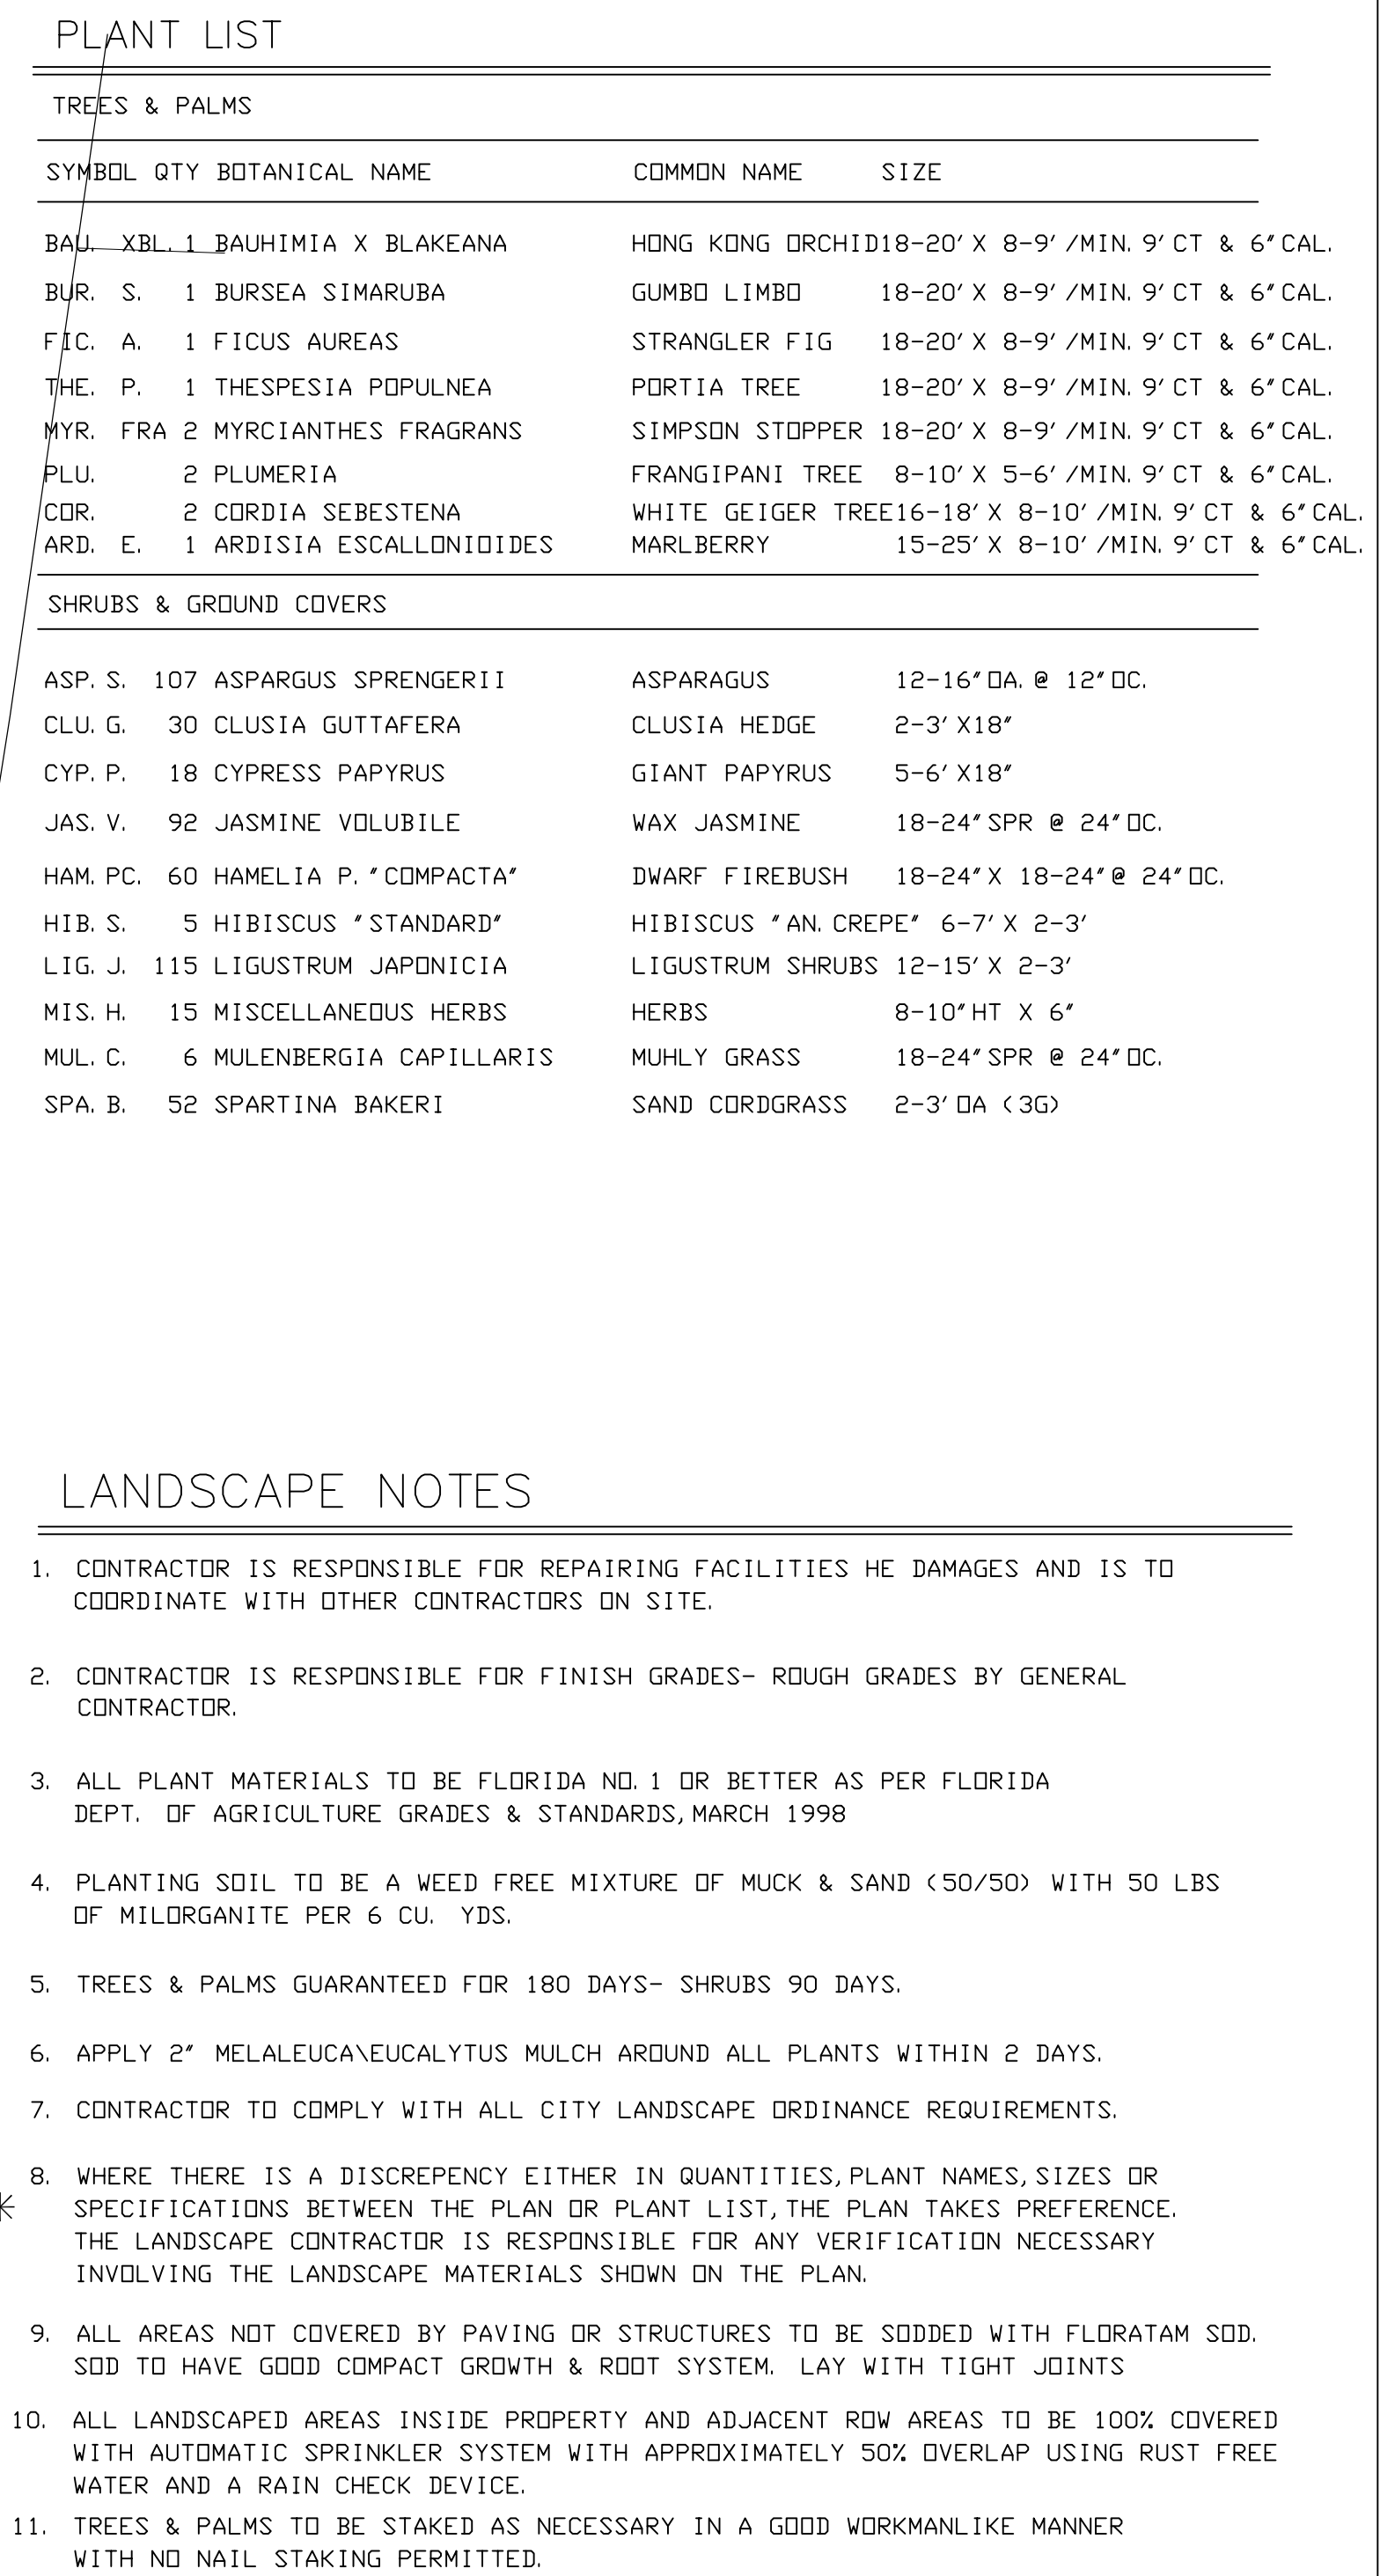 PLANT LIST
TREES & PALMS
SYMBOL QTY BOTANICAL NAME COMMON NAME SIZE
BAU. XBL. 1 BAUHIMIA X BLAKEANA HONG KONG ORCHID 18-20' X 8-9' /MIN. 9' CT & 6" CAL.
BUR. S. 1 BURSEA SIMARUBA GUMBO LIMBO 18-20' X 8-9' /MIN. 9' CT & 6" CAL.
FIC. A. 1 FICUS AUREAS STRANGLER FIG 18-20' X 8-9' /MIN. 9' CT & 6" CAL.
THE. P. 1 THESPESIA POPULNEA PORTIA TREE 18-20' X 8-9' /MIN. 9' CT & 6" CAL.
MYR. FRA 2 MYRCIANTHES FRAGRANS SIMPSON STOPPER 18-20' X 8-9' /MIN. 9' CT & 6" CAL.
PLU. 2 PLUMERIA FRANGIPANI TREE 8-10' X 5-6' /MIN. 9' CT & 6" CAL.
COR. 2 CORDIA SEBESTENA WHITE GEIGER TREE 16-18' X 8-10' /MIN. 9' CT & 6" CAL.
ARD. E. 1 ARDISIA ESCALLONIOIDES MARLBERRY 15-25' X 8-10' /MIN. 9' CT & 6" CAL.
SHRUBS & GROUND COVERS
ASP. S. 107 ASPARGUS SPRENGERII ASPARAGUS 12-16" OA. @ 12" OC.
CLU. G. 30 CLUSIA GUTTAFERA CLUSIA HEDGE 2-3' X18"
CYP. P. 18 CYPRESS PAPYRUS GIANT PAPYRUS 5-6' X18"
JAS. V. 92 JASMINE VOLUBILE WAX JASMINE 18-24" SPR @ 24" OC.
HAM. PC. 60 HAMELIA P. "COMPACTA" DWARF FIREBUSH 18-24" X 18-24" @ 24" OC.
HIB. S. 5 HIBISCUS "STANDARD" HIBISCUS "AN. CREPE" 6-7' X 2-3'
LIG. J. 115 LIGUSTRUM JAPONICIA LIGUSTRUM SHRUBS 12-15' X 2-3'
MIS. H. 15 MISCELLANEOUS HERBS HERBS 8-10" HT X 6"
MUL. C. 6 MULENBERGIA CAPILLARIS MUHLY GRASS 18-24" SPR @ 24" OC.
SPA. B. 52 SPARTINA BAKERI SAND CORDGRASS 2-3' OA (3G)
LANDSCAPE NOTES
1. CONTRACTOR IS RESPONSIBLE FOR REPAIRING FACILITIES HE DAMAGES AND IS TO
COORDINATE WITH OTHER CONTRACTORS ON SITE.
2. CONTRACTOR IS RESPONSIBLE FOR FINISH GRADES- ROUGH GRADES BY GENERAL
CONTRACTOR.
3. ALL PLANT MATERIALS TO BE FLORIDA NO. 1 OR BETTER AS PER FLORIDA
DEPT. OF AGRICULTURE GRADES & STANDARDS, MARCH 1998
4. PLANTING SOIL TO BE A WEED FREE MIXTURE OF MUCK & SAND (50/50) WITH 50 LBS
OF MILORGANITE PER 6 CU. YDS.
5. TREES & PALMS GUARANTEED FOR 180 DAYS- SHRUBS 90 DAYS.
6. APPLY 2" MELALEUCA\EUCALYTUS MULCH AROUND ALL PLANTS WITHIN 2 DAYS.
7. CONTRACTOR TO COMPLY WITH ALL CITY LANDSCAPE ORDINANCE REQUIREMENTS.
8. WHERE THERE IS A DISCREPENCY EITHER IN QUANTITIES, PLANT NAMES, SIZES OR
SPECIFICATIONS BETWEEN THE PLAN OR PLANT LIST, THE PLAN TAKES PREFERENCE.
THE LANDSCAPE CONTRACTOR IS RESPONSIBLE FOR ANY VERIFICATION NECESSARY
INVOLVING THE LANDSCAPE MATERIALS SHOWN ON THE PLAN.
9. ALL AREAS NOT COVERED BY PAVING OR STRUCTURES TO BE SODDED WITH FLORATAM SOD.
SOD TO HAVE GOOD COMPACT GROWTH & ROOT SYSTEM. LAY WITH TIGHT JOINTS
10. ALL LANDSCAPED AREAS INSIDE PROPERTY AND ADJACENT ROW AREAS TO BE 100% COVERED
WITH AUTOMATIC SPRINKLER SYSTEM WITH APPROXIMATELY 50% OVERLAP USING RUST FREE
WATER AND A RAIN CHECK DEVICE.
11. TREES & PALMS TO BE STAKED AS NECESSARY IN A GOOD WORKMANLIKE MANNER
WITH NO NAIL STAKING PERMITTED.